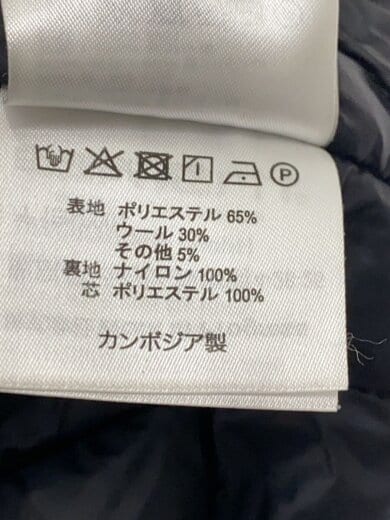 P
表地 ポリエステル 65%
ウール 30%
その他 5%
裏地 ナイロン 100%
芯 ポリエステル 100%
カンボジア製